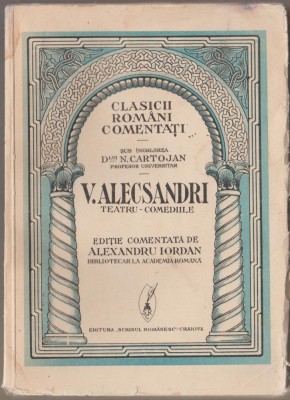 CLASICII
ROMÂNI
COMENTAȚI
SUB ÎNGRIJIREA
DLUI N. CARTOJAN
PROFESOR UNIVERSITAR
V. ALECSANDRI
TEATRU - COMEDIILE
EDIȚIE COMENTATĂ DE
ALEXANDRU IORDAN
BIBLIOTECAR LA ACADEMIA ROMÂNĂ
EDITURA „SCRISUL ROMÂNESC" CRAIOVA